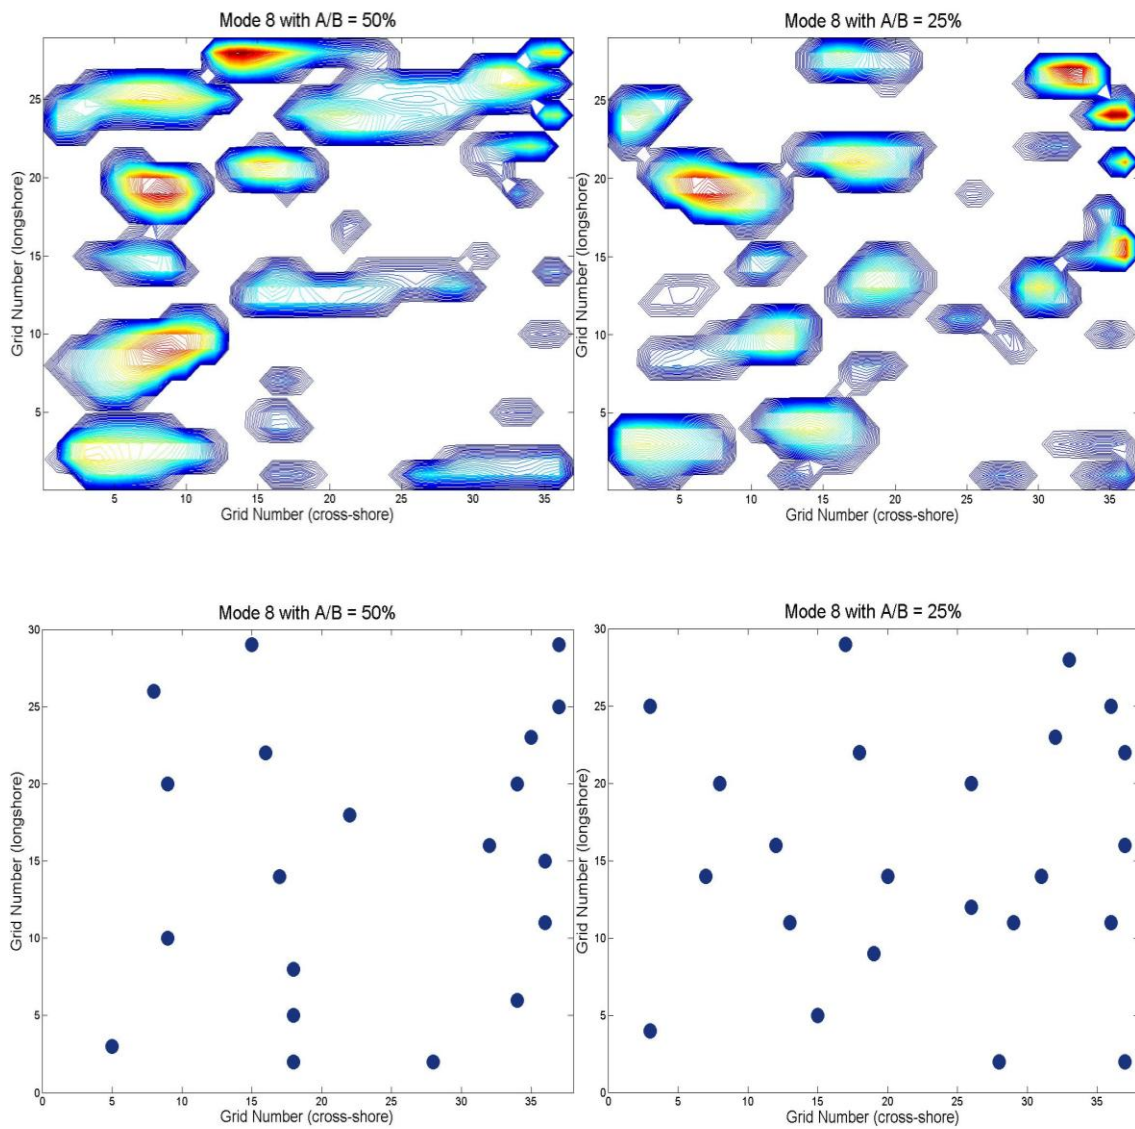 Mode 8 with A/B = 50%
Grid Number (longshore)
25
20
15
10
5
5 10 15 20 25 30 35
Grid Number (cross-shore)
Mode 8 with A/B = 25%
Grid Number (longshore)
25
20
15
10
5
5 10 15 20 25 30 35
Grid Number (cross-shore)
Mode 8 with A/B = 50%
Grid Number (longshore)
30
25
20
15
10
5
0
0 5 10 15 20 25 30 35
Grid Number (cross-shore)
Mode 8 with A/B = 25%
Grid Number (longshore)
30
25
20
15
10
5
0
0 5 10 15 20 25 30 35
Grid Number (cross-shore)